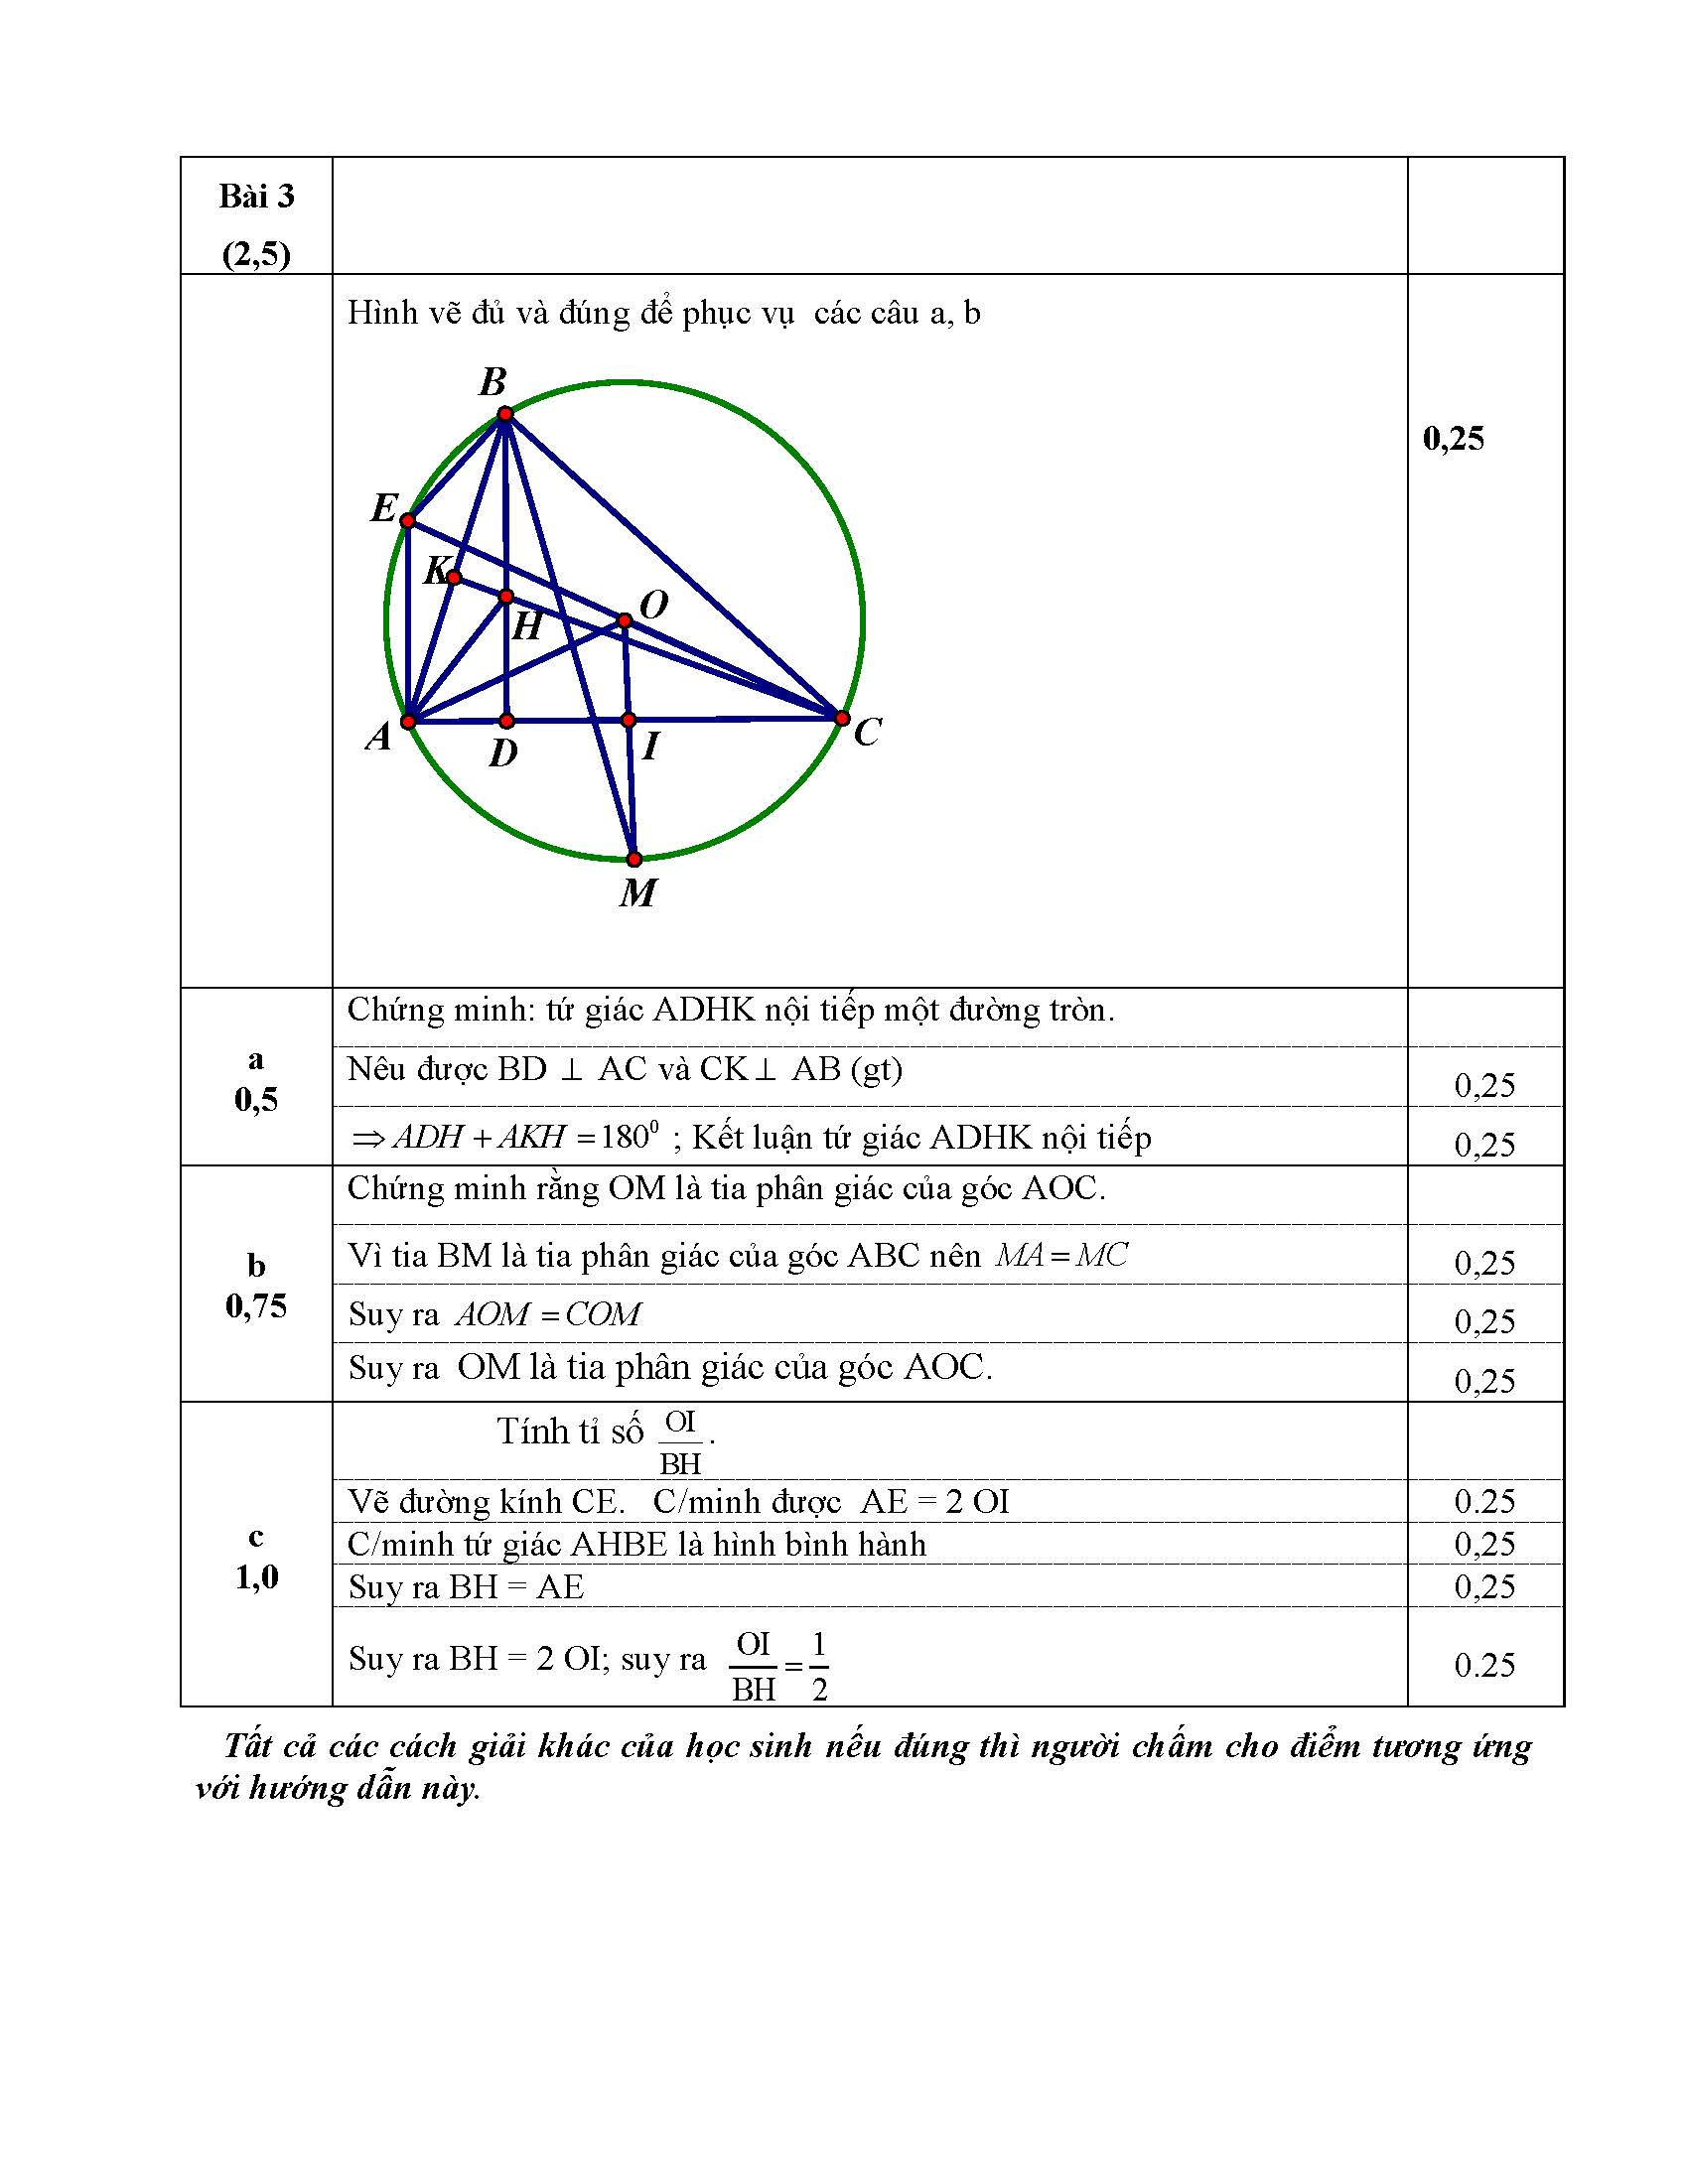 Bài 3
(2,5)
Hình vẽ đủ và đúng để phục vụ các câu a, b
0,25
B
E
K
H
O
A
D
I
C
M
Chứng minh: tứ giác ADHK nội tiếp một đường tròn.
a
0,5
Nêu được BD ⊥ AC và CK ⊥ AB (gt)
0,25
⇒ ADH + AKH = 180⁰ ; Kết luận tứ giác ADHK nội tiếp
0,25
Chứng minh rằng OM là tia phân giác của góc AOC.
b
0,75
Vì tia BM là tia phân giác của góc ABC nên MA = MC
0,25
Suy ra AOM = COM
0,25
Suy ra OM là tia phân giác của góc AOC.
0,25
Tính tỉ số OI/BH.
c
1,0
Vẽ đường kính CE. C/minh được AE = 2 OI
0.25
C/minh tứ giác AHBE là hình bình hành
0,25
Suy ra BH = AE
0,25
Suy ra BH = 2 OI; suy ra OI/BH = 1/2
0.25
Tất cả các cách giải khác của học sinh nếu đúng thì người chấm cho điểm tương ứng
với hướng dẫn này.